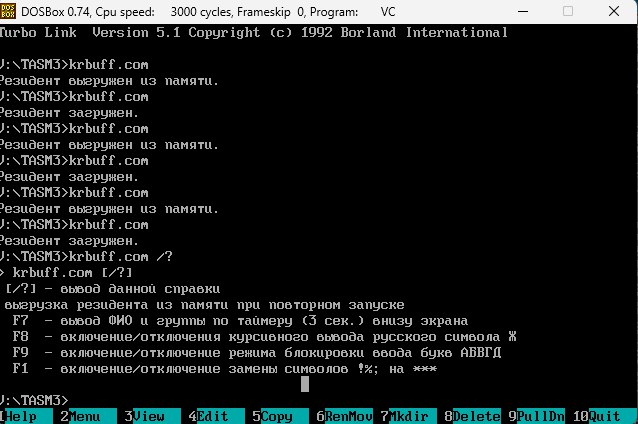 DOSBox 0.74, Cpu speed: 3000 cycles, Frameskip 0, Program: VC
Turbo Link Version 5.1 Copyright (c) 1992 Borland International
V:\TASM3>krbuff.com
Резидент выгружен из памяти.
V:\TASM3>krbuff.com
Резидент загружен.
V:\TASM3>krbuff.com
Резидент выгружен из памяти.
V:\TASM3>krbuff.com
Резидент загружен.
V:\TASM3>krbuff.com
Резидент выгружен из памяти.
V:\TASM3>krbuff.com
Резидент загружен.
V:\TASM3>krbuff.com /?
> krbuff.com [/?]
[/?] - вывод данной справки
выгрузка резидента из памяти при повторном запуске
F7 - вывод ФИО и группы по таймеру (3 сек.) внизу экрана
F8 - включение/отключения курсивного вывода русского символа Ж
F9 - включение/отключение режима блокировки ввода букв АБВГД
F1 - включение/отключение замены символов !%; на ***
V:\TASM3>
1Help 2Menu 3View 4Edit 5Copy 6RenMov 7Mkdir 8Delete 9PullDn 10Quit